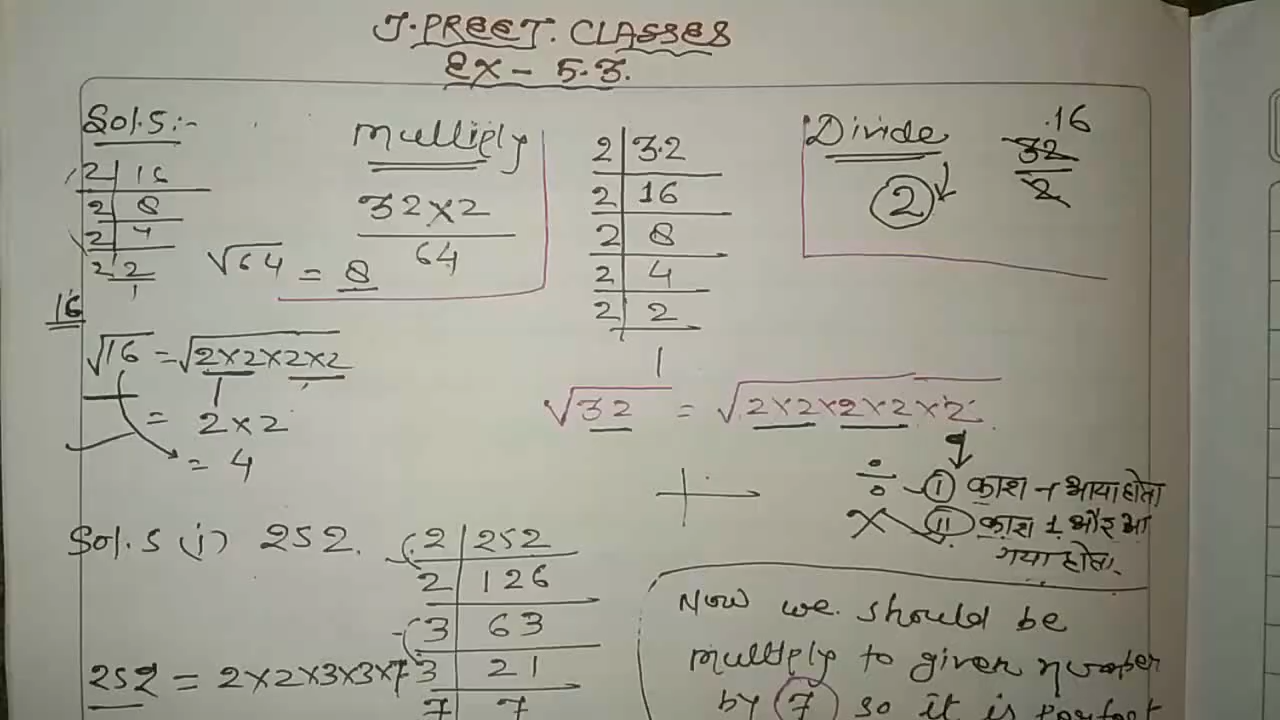 J. PREET. CLASSES
EX - 5.3.
Sol.5:-
2 | 16
2 | 8
2 | 4
2 | 2
1
16
Multiply
32×2
64
√64 = 8
√16 = √2×2×2×2
= 2×2
= 4
2 | 32
2 | 16
2 | 8
2 | 4
2 | 2
1
Divide
2
16
32
2
√32 = √2×2×2×2×2
÷ (i) काश न आया होता
× (ii) काश 1 और आ
गया होता.
Sol.5 (i) 252.
2 | 252
2 | 126
3 | 63
3 | 21
7 | 7
252 = 2×2×3×3×7
Now we should be
multiply to given number
by 7 so it is perfect